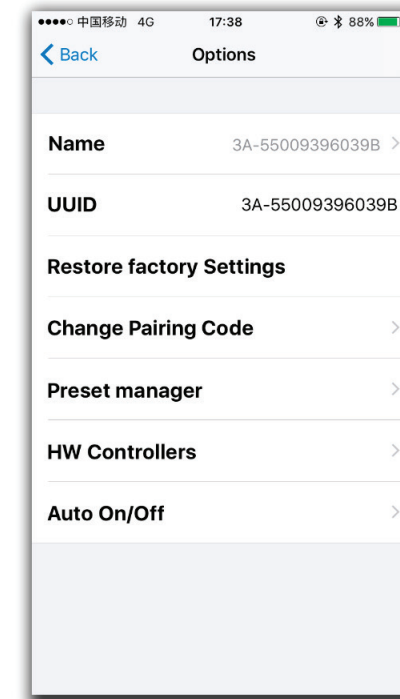 中国移动 4G 17:38 88%
Back Options
Name 3A-55009396039B
UUID 3A-55009396039B
Restore factory Settings
Change Pairing Code
Preset manager
HW Controllers
Auto On/Off